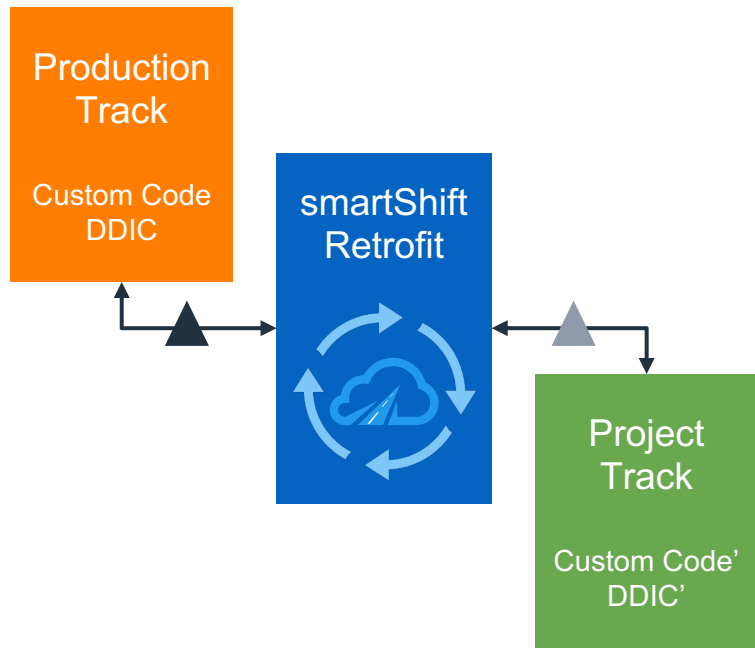 Production
Track
Custom Code
DDIC
smartShift
Retrofit
Project
Track
Custom Code’
DDIC’